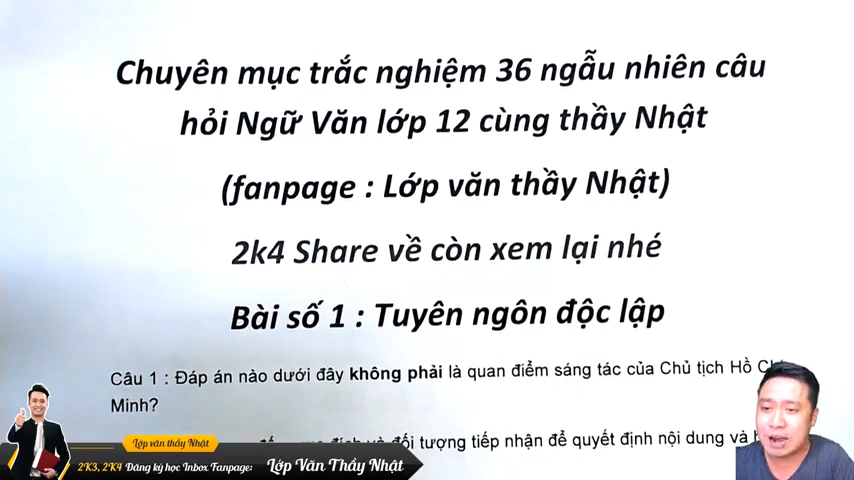 Chuyên mục trắc nghiệm 36 ngẫu nhiên câu
hỏi Ngữ Văn lớp 12 cùng thầy Nhật
(fanpage : Lớp văn thầy Nhật)
2k4 Share về còn xem lại nhé
Bài số 1 : Tuyên ngôn độc lập
Câu 1 : Đáp án nào dưới đây không phải là quan điểm sáng tác của Chủ tịch Hồ
Minh?
đích và đối tượng tiếp nhận để quyết định nội dung và
Lớp văn thầy Nhật
2K3, 2K4 Đăng ký học Inbox Fanpage: Lớp Văn Thầy Nhật